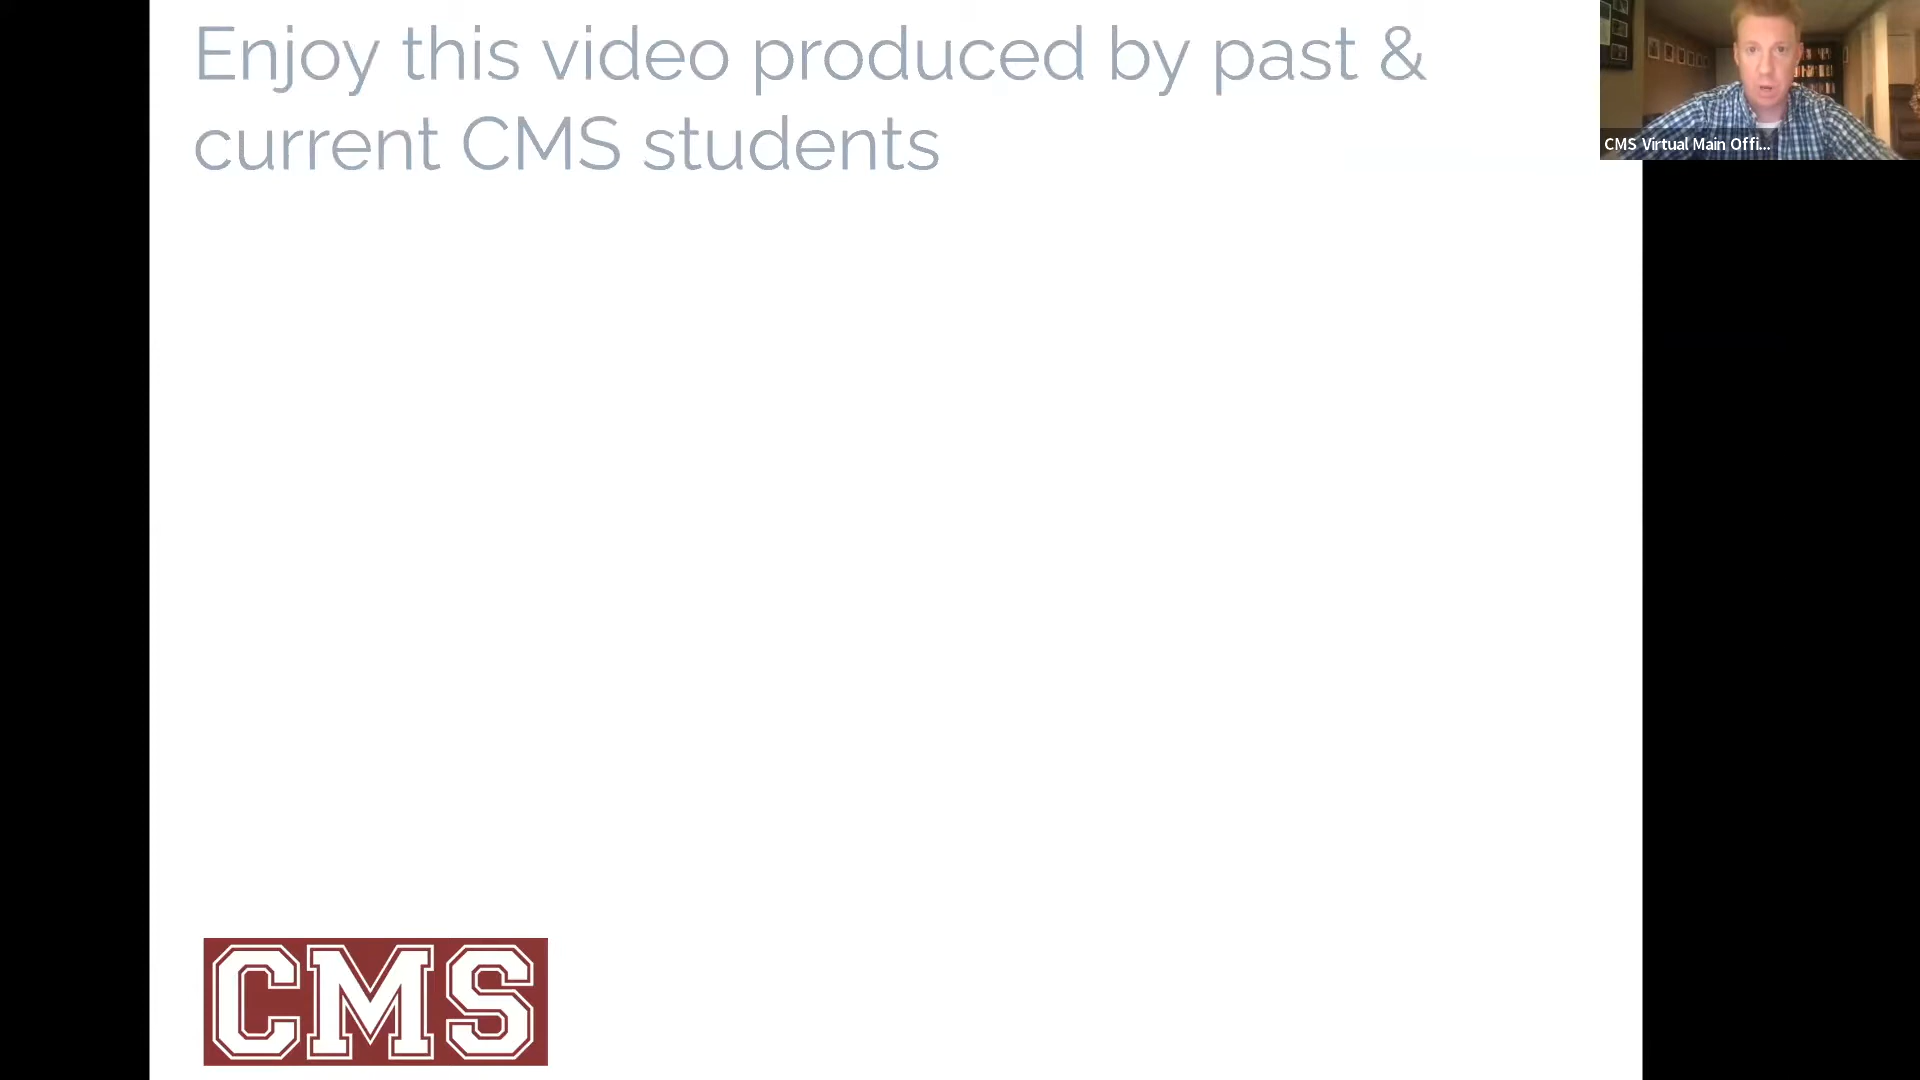 Enjoy this video produced by past &
current CMS students
CMS Virtual Main Offi...
CMS